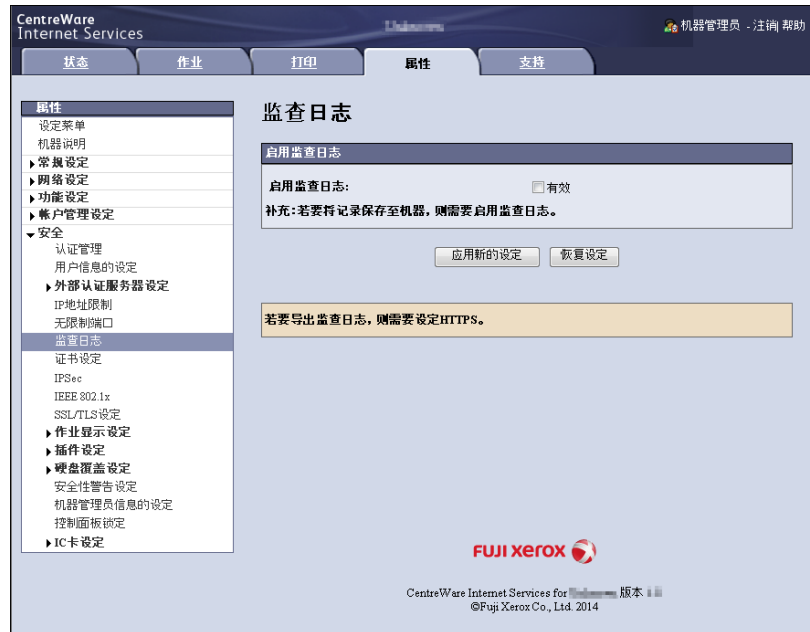 CentreWare
Internet Services
机器管理员 - 注销| 帮助
状态 作业 打印 属性 支持
属性
设定菜单
机器说明
常规设定
网络设定
功能设定
帐户管理设定
安全
认证管理
用户信息的设定
外部认证服务器设定
IP地址限制
无限制端口
监查日志
证书设定
IPSec
IEEE 802.1x
SSL/TLS设定
作业显示设定
插件设定
硬盘覆盖设定
安全性警告设定
机器管理员信息的设定
控制面板锁定
IC卡设定
监查日志
启用监查日志
启用监查日志: 有效
补充:若要将记录保存至机器，则需要启用监查日志。
应用新的设定 恢复设定
若要导出监查日志，则需要设定HTTPS。
FUJI xerox
CentreWare Internet Services for 版本
©Fuji Xerox Co., Ltd. 2014